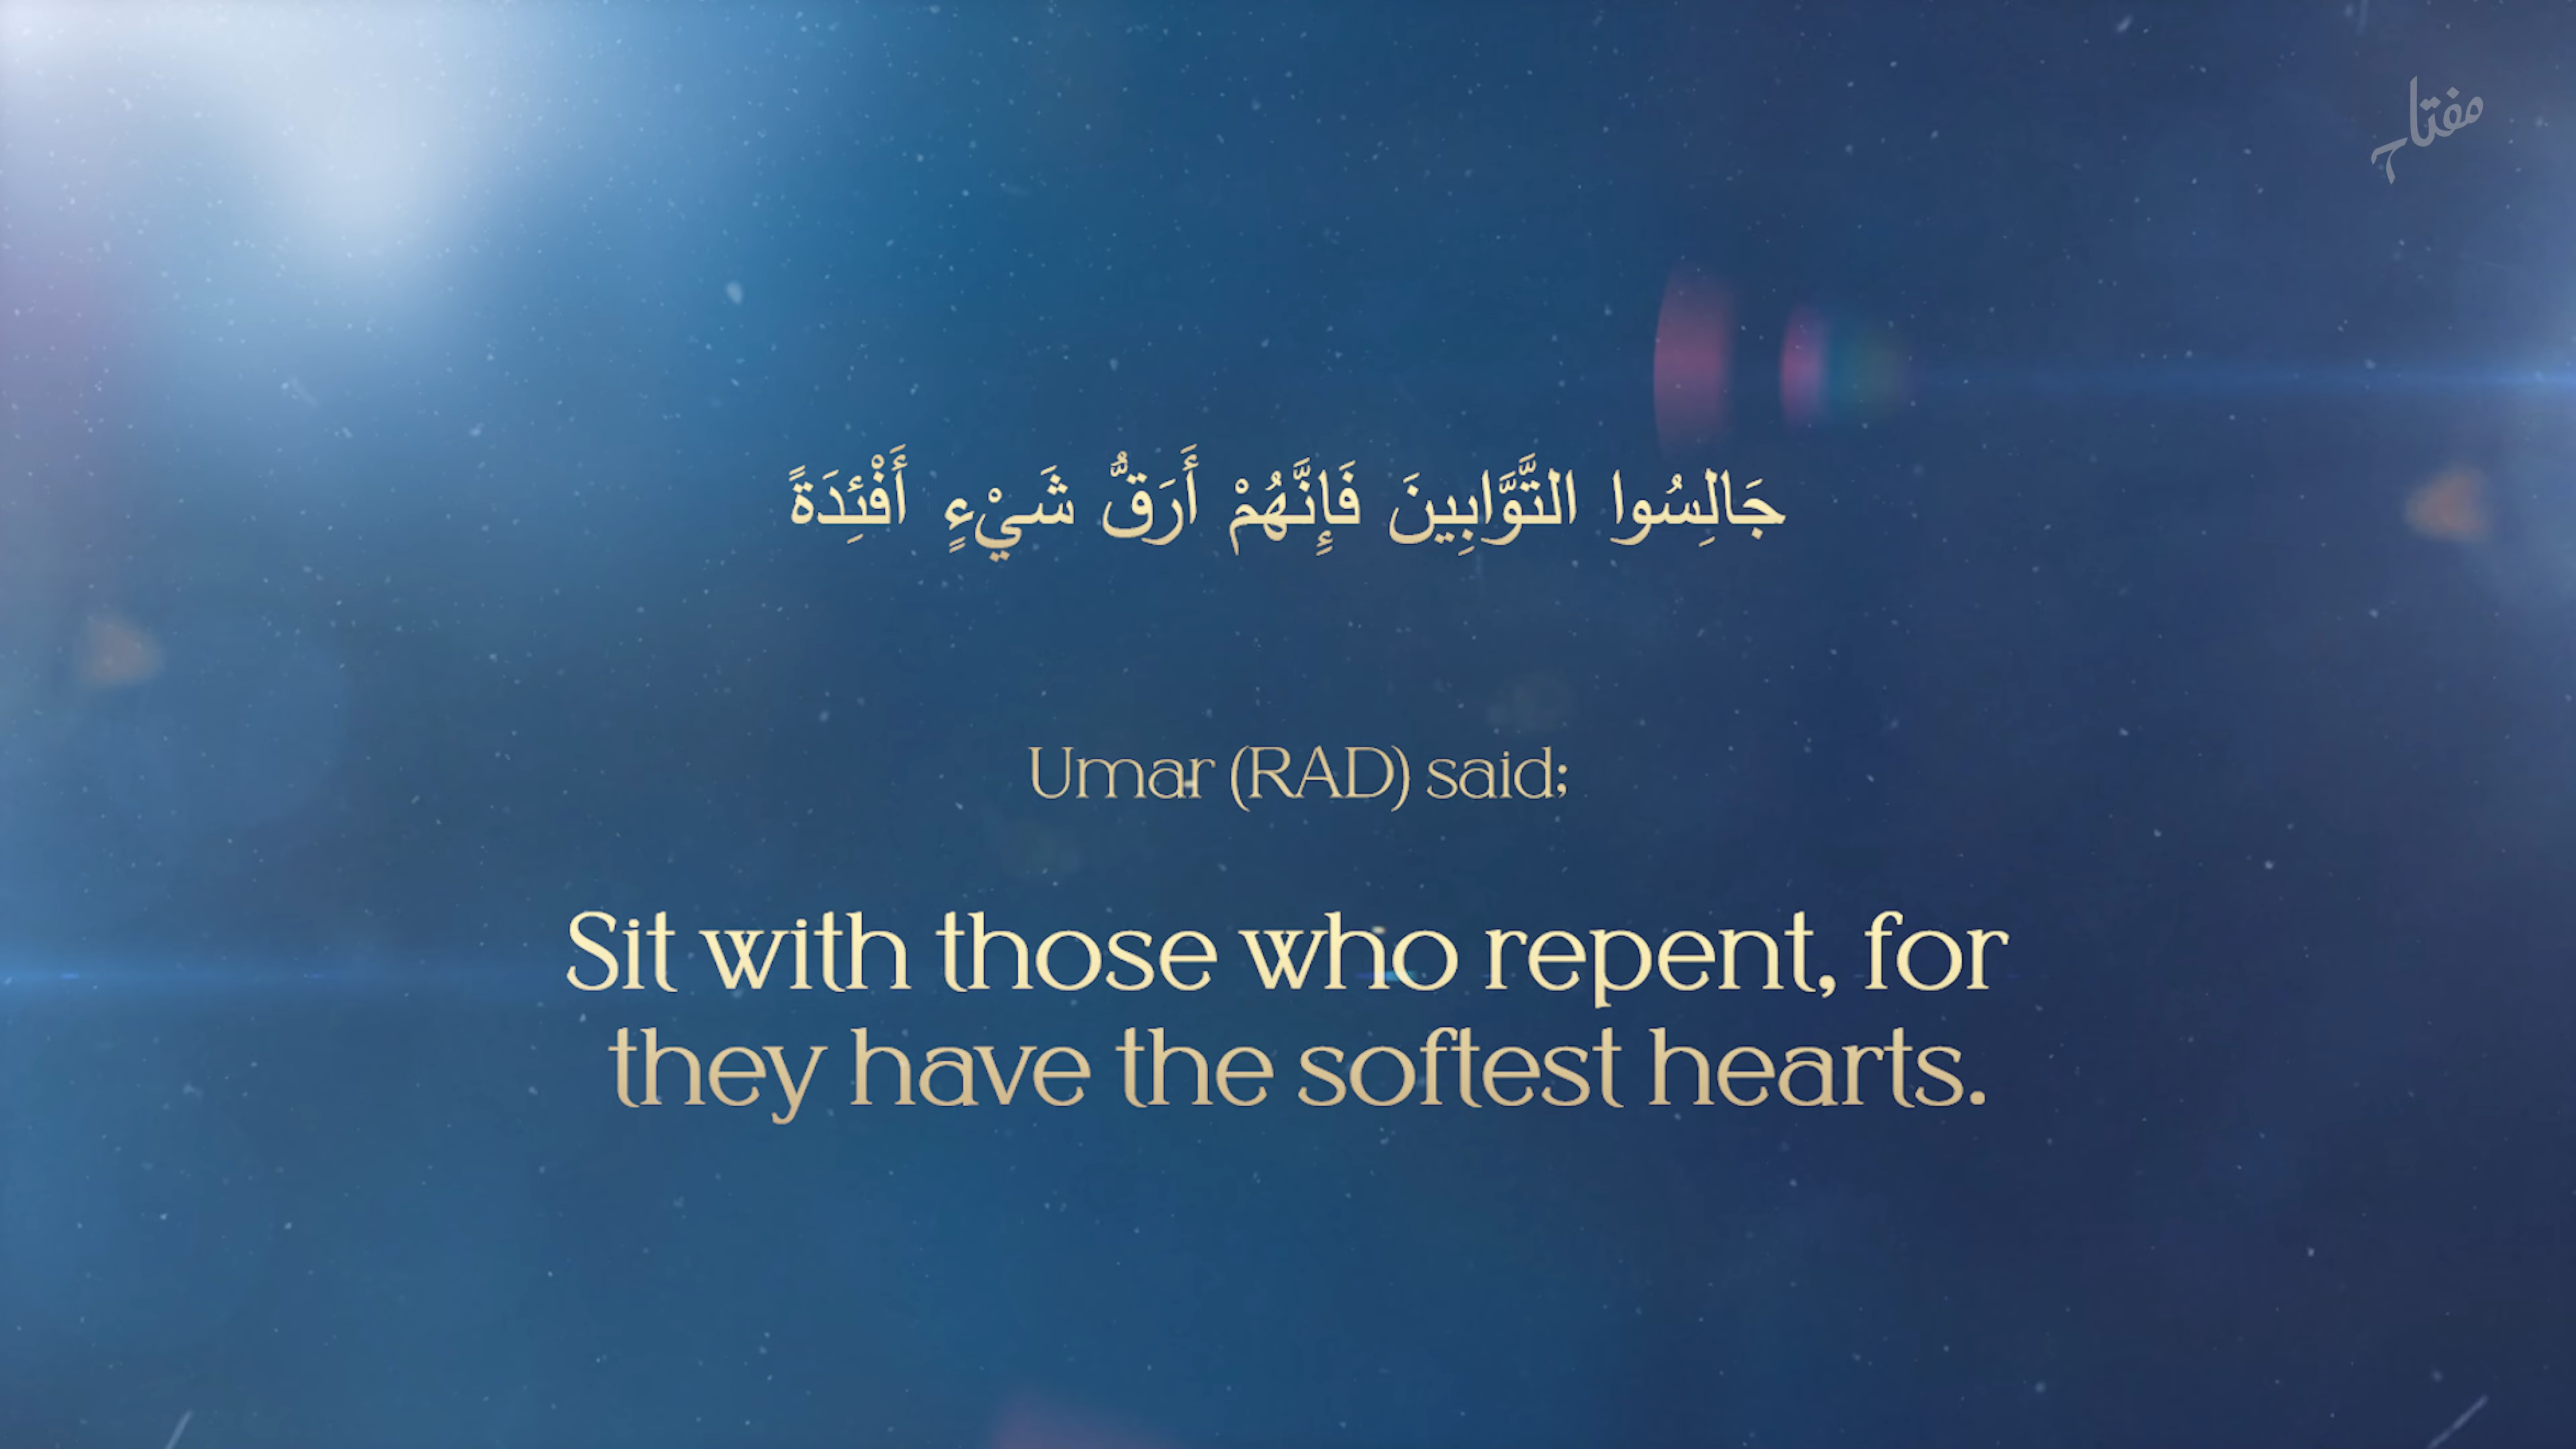 مفتاح
جَالِسُوا التَّوَّابِينَ فَإِنَّهُمْ أَرَقُّ شَيْءٍ أَفْئِدَةً
Umar (RAD) said;
Sit with those who repent, for
they have the softest hearts.